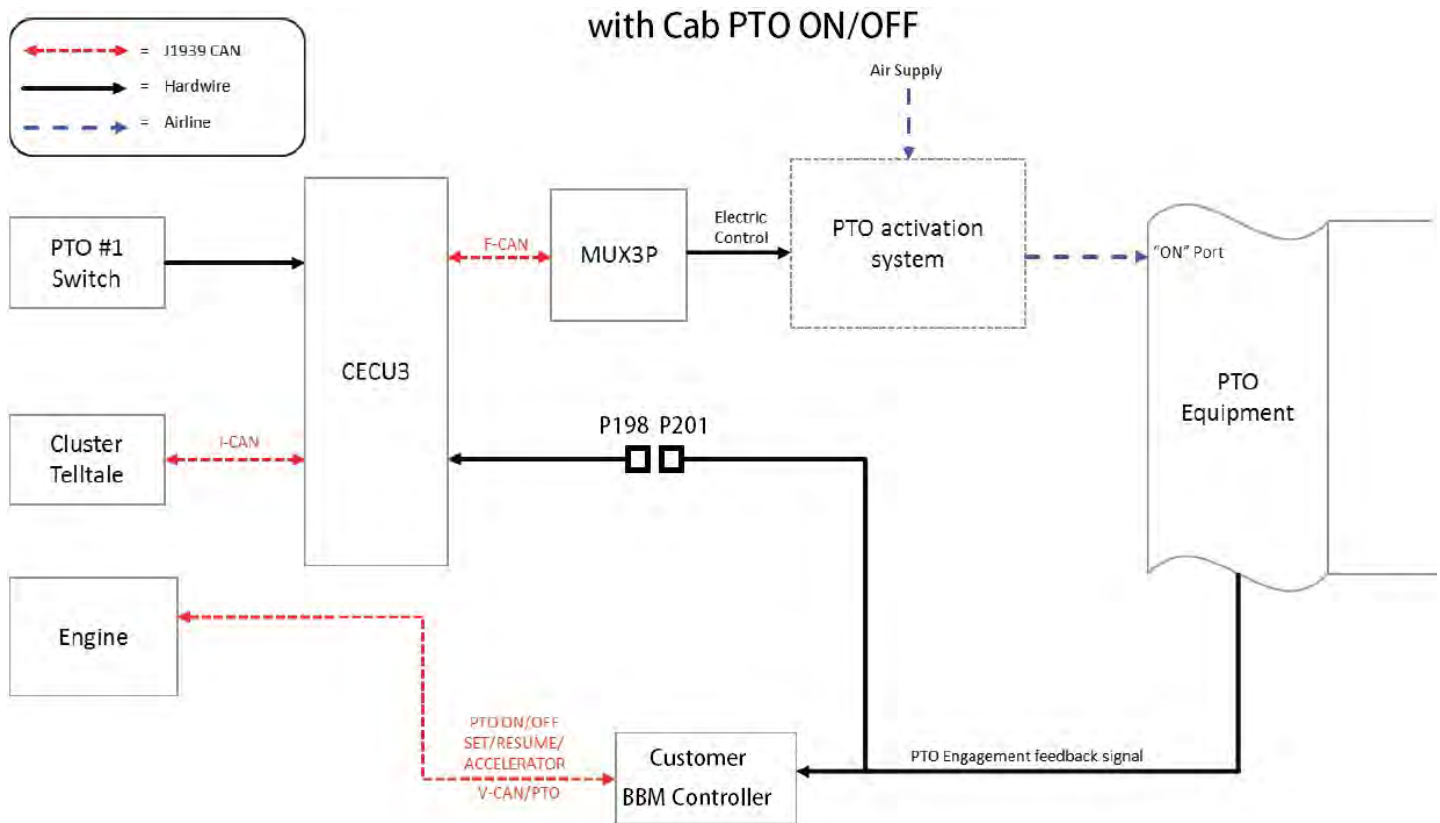 with Cab PTO ON/OFF
= J1939 CAN
= Hardwire
= Airline
Air Supply
PTO #1
Switch
F-CAN
MUX3P
Electric
Control
PTO activation
system
"ON" Port
CECU3
PTO
Equipment
Cluster
Telltale
I-CAN
P198 P201
Engine
PTO ON/OFF
SET/RESUME/
ACCELERATOR
V-CAN/PTO
Customer
BBM Controller
PTO Engagement feedback signal